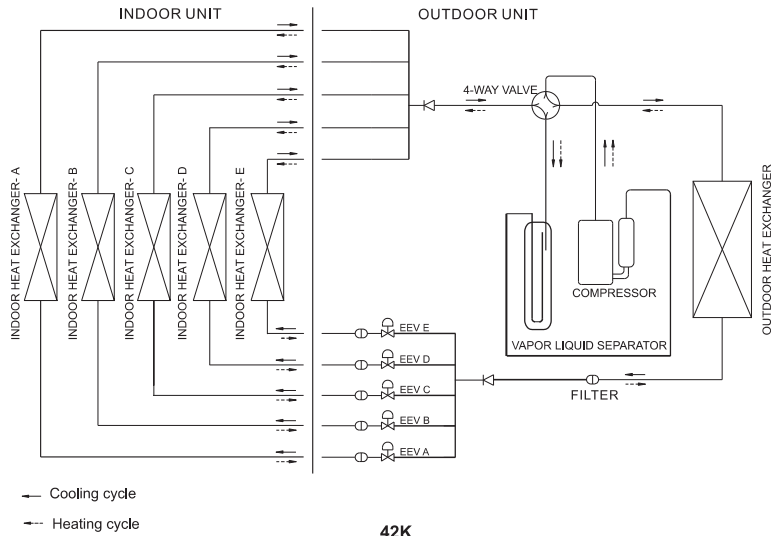 INDOOR UNIT
OUTDOOR UNIT
4-WAY VALVE
INDOOR HEAT EXCHANGER- A
INDOOR HEAT EXCHANGER- B
INDOOR HEAT EXCHANGER- C
INDOOR HEAT EXCHANGER- D
INDOOR HEAT EXCHANGER- E
OUTDOOR HEAT EXCHANGER
COMPRESSOR
VAPOR LIQUID SEPARATOR
EEV E
EEV D
EEV C
EEV B
EEV A
FILTER
Cooling cycle
Heating cycle
42K